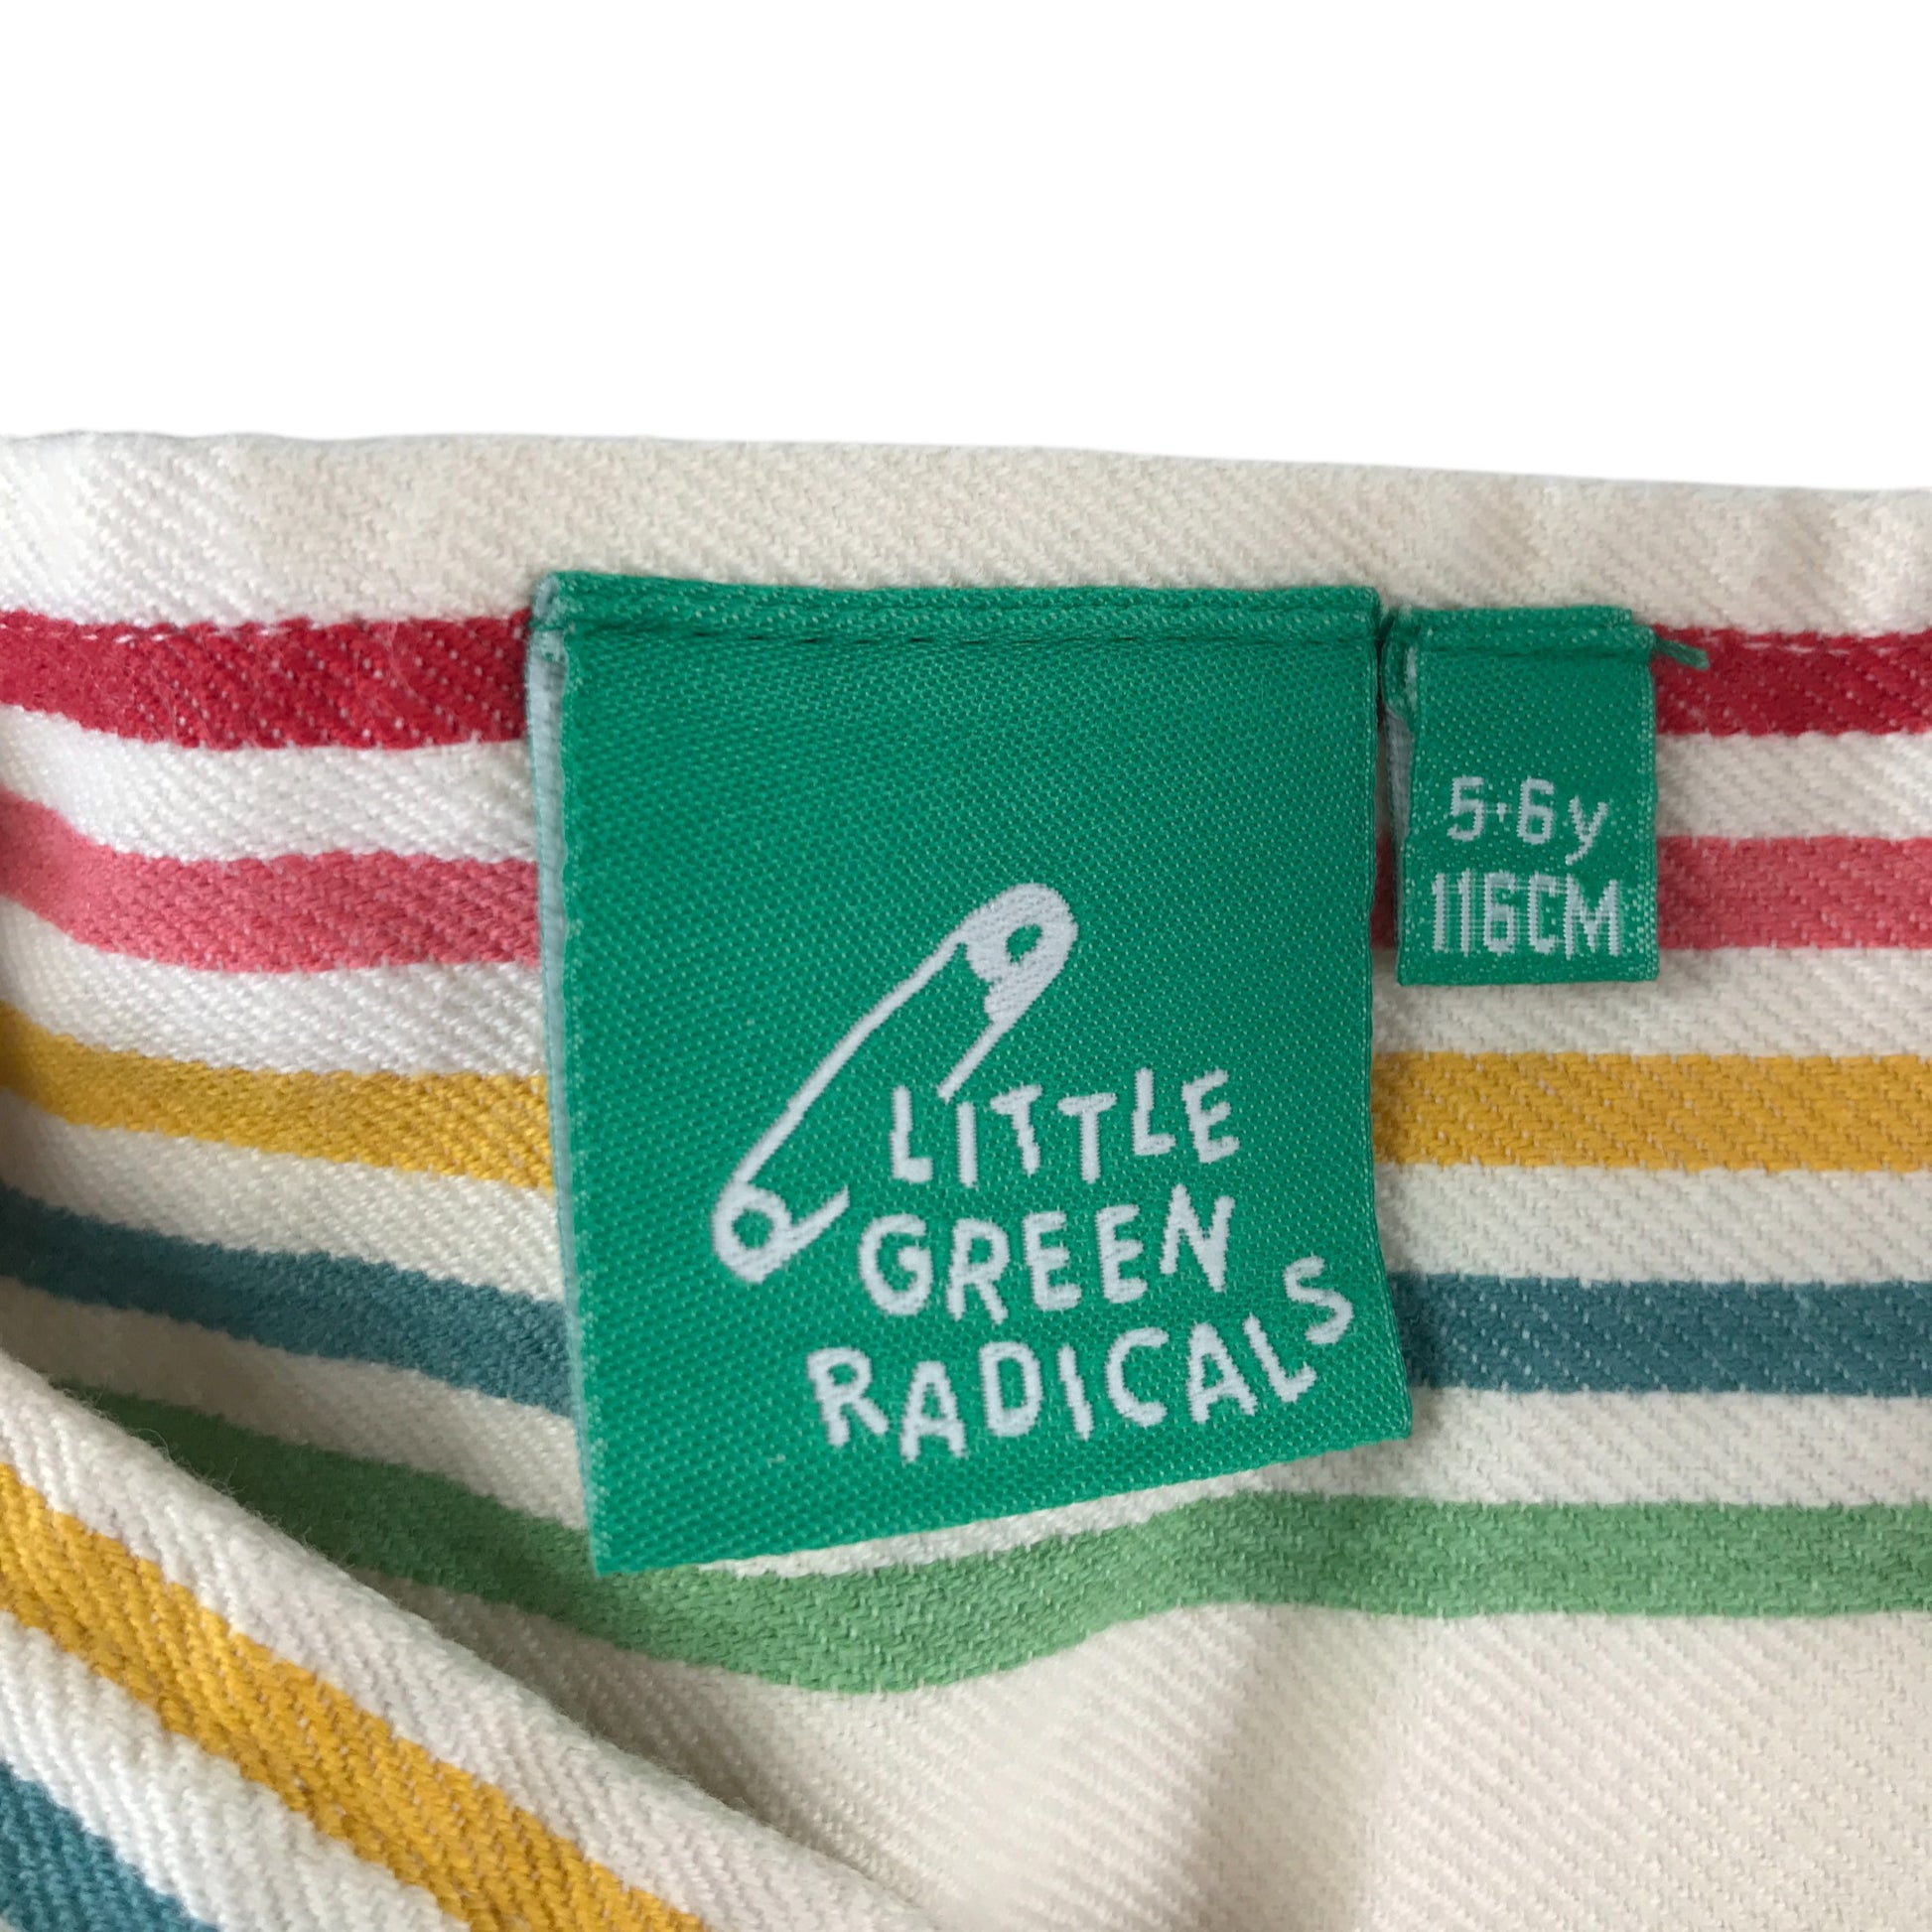 LITTLE
GREEN
RADICALS
5-6y
116CM